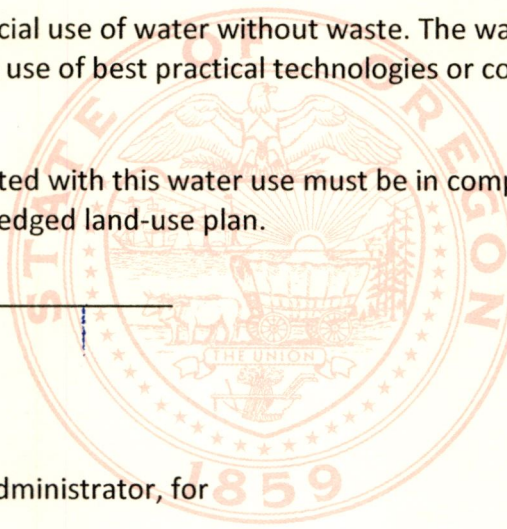 cial use of water without waste. The wa
use of best practical technologies or co
ted with this water use must be in comp
edged land-use plan.
dministrator, for
STATE OF OREGON
THE UNION
1859